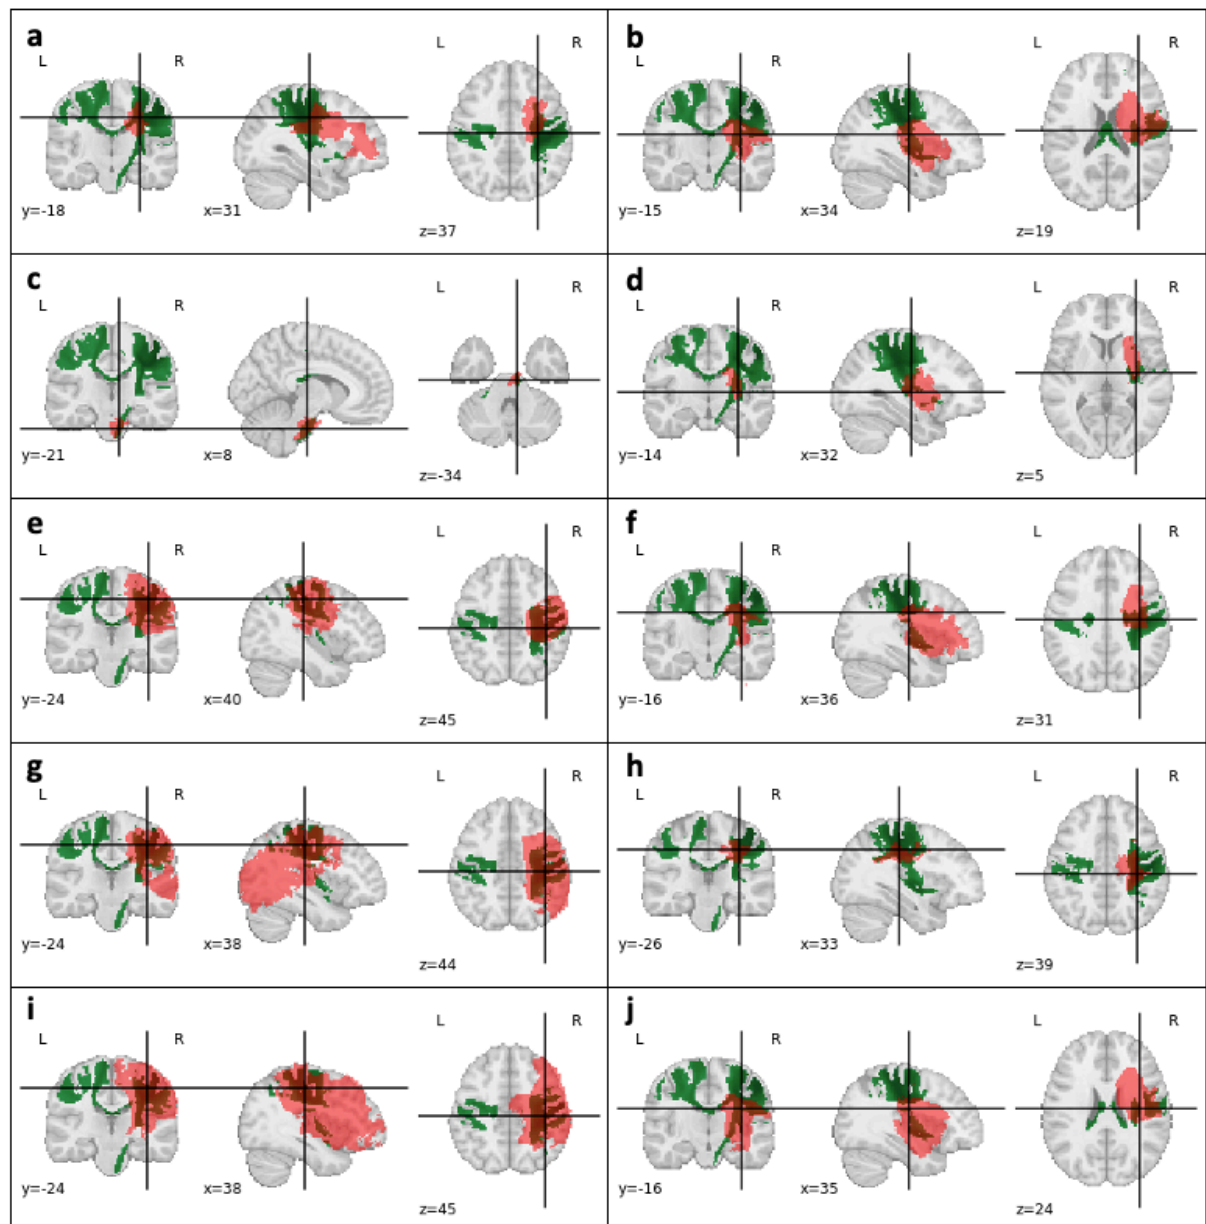 a
L R L R
y=-18 x=31 z=37
b
L R L R
y=-15 x=34 z=19
c
L R L R
y=-21 x=8 z=-34
d
L R L R
y=-14 x=32 z=5
e
L R L R
y=-24 x=40 z=45
f
L R L R
y=-16 x=36 z=31
g
L R L R
y=-24 x=38 z=44
h
L R L R
y=-26 x=33 z=39
i
L R L R
y=-24 x=38 z=45
j
L R L R
y=-16 x=35 z=24